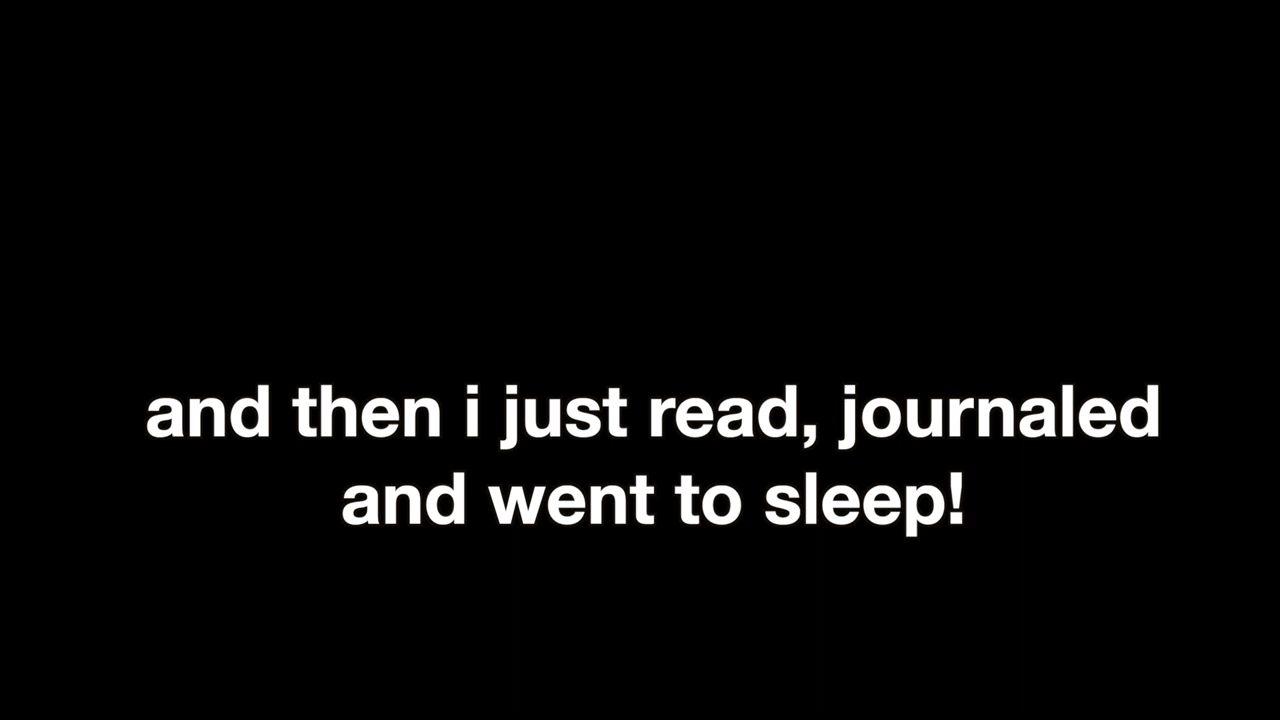 and then i just read, journaled
and went to sleep!